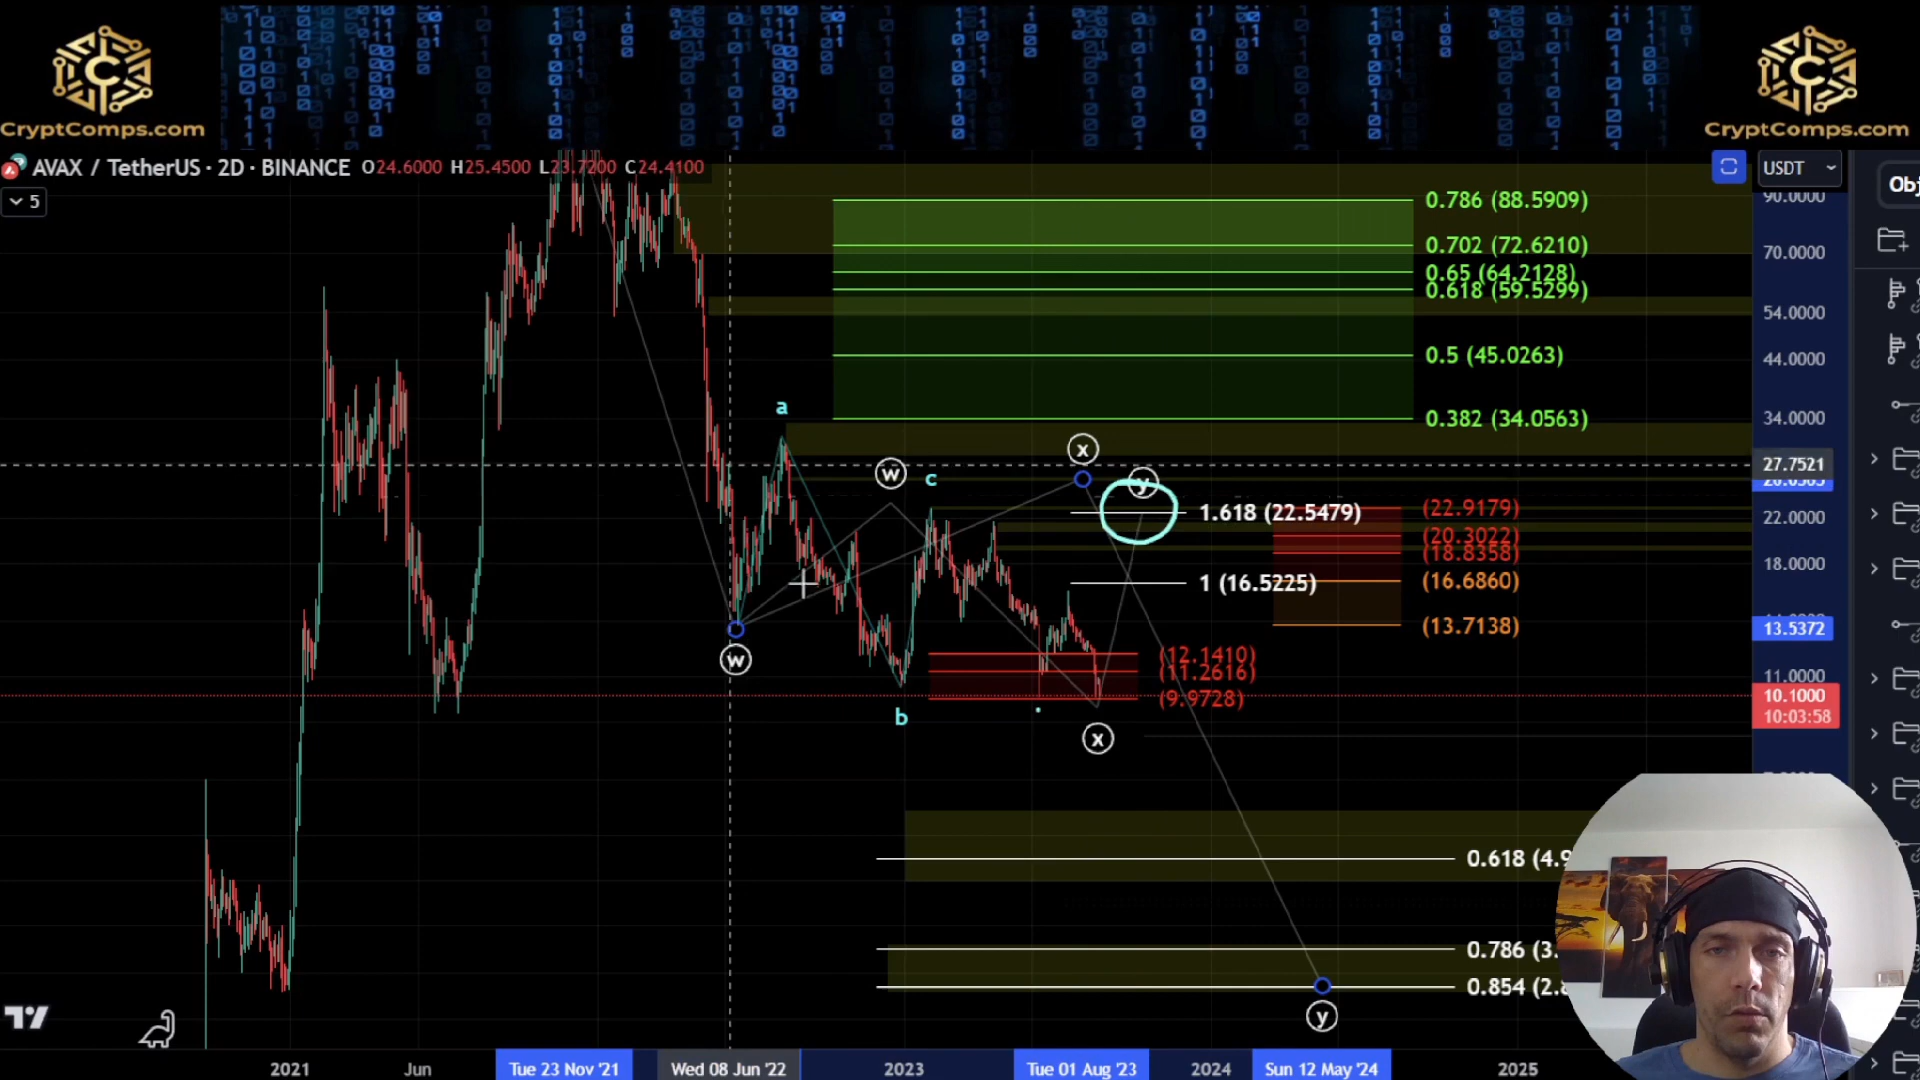 CryptComps.com
CryptComps.com
AVAX / TetherUS · 2D · BINANCE O24.6000 H25.4500 L23.7200 C24.4100
USDT
5
0.786 (88.5909)
0.702 (72.6210)
0.65 (64.2128)
0.618 (59.5299)
0.5 (45.0263)
0.382 (34.0563)
90.0000
70.0000
54.0000
44.0000
34.0000
27.7521
22.0000
18.0000
13.5372
11.0000
10.1000
10:03:58
a
w
c
x
y
1.618 (22.5479)
1 (16.5225)
(22.9179)
(20.3022)
(18.8358)
(16.6860)
(13.7138)
w
b
x
(12.1410)
(11.2616)
(9.9728)
0.618 (4.9
0.786 (3.
0.854 (2.8
y
2021
Jun
Tue 23 Nov '21
Wed 08 Jun '22
2023
Tue 01 Aug '23
2024
Sun 12 May '24
2025